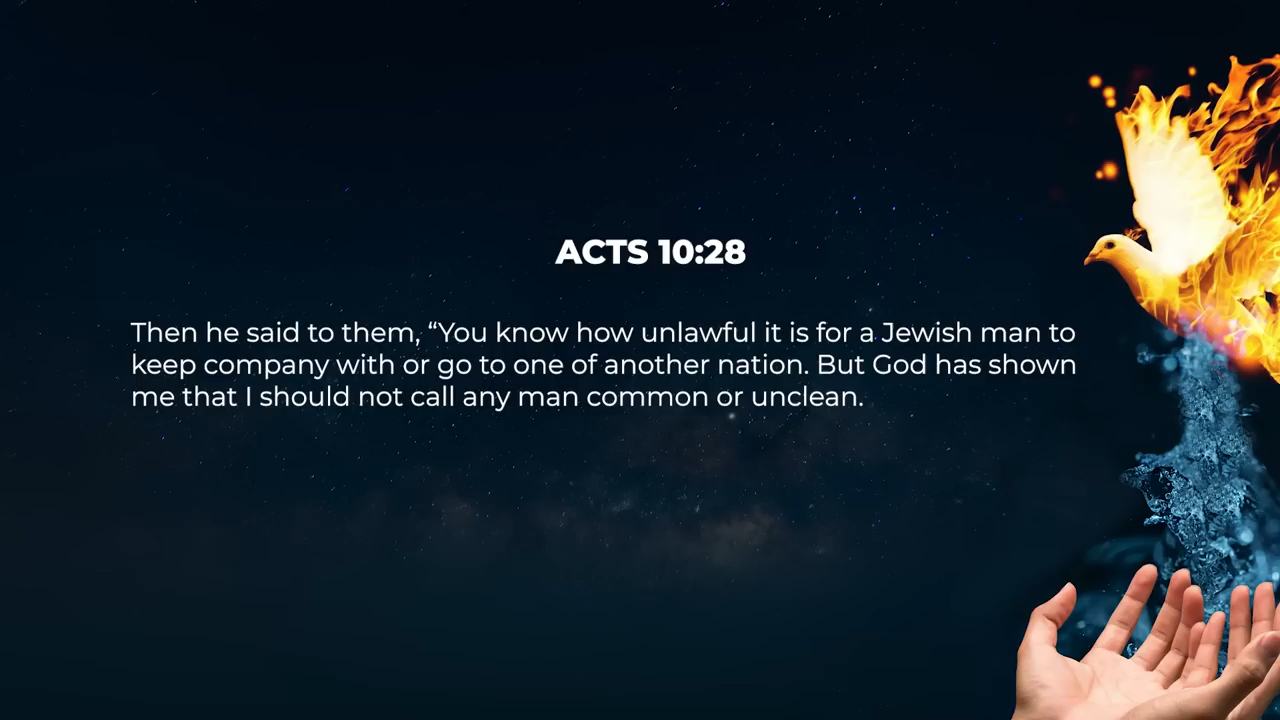 ACTS 10:28
Then he said to them, “You know how unlawful it is for a Jewish man to
keep company with or go to one of another nation. But God has shown
me that I should not call any man common or unclean.